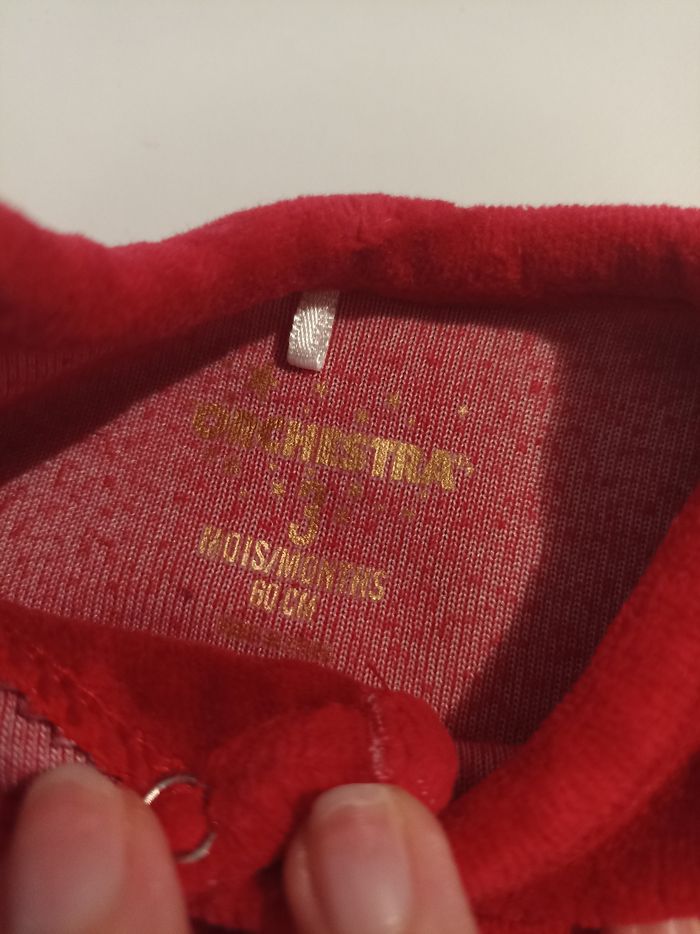 ORCHESTRA
3
MOIS/MONTHS
60 CM